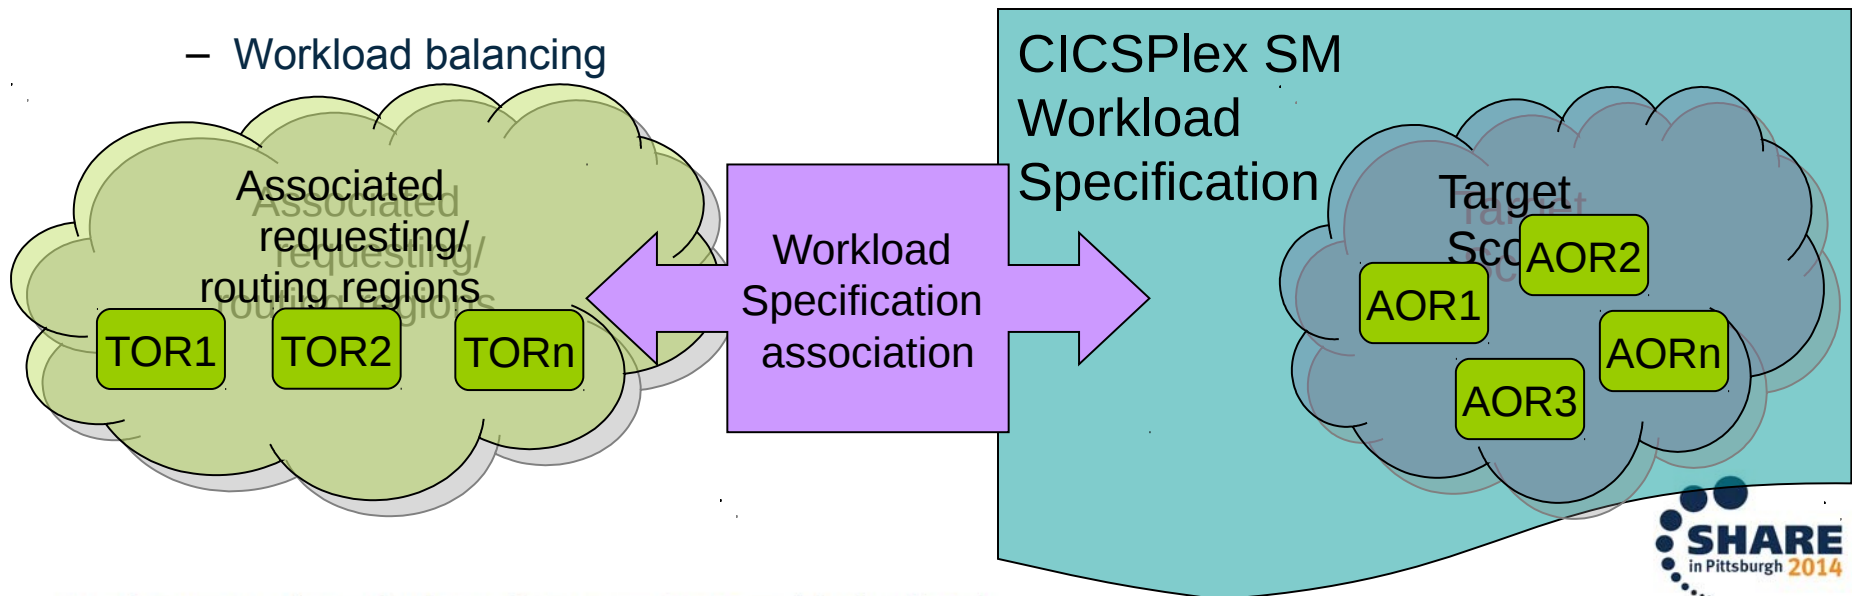 – Workload balancing
Associated
requesting/
routing regions
TOR1
TOR2
TORn
Workload
Specification
association
CICSPlex SM
Workload
Specification
Target
AOR1
AOR2
AOR3
AORn
SHARE
in Pittsburgh 2014